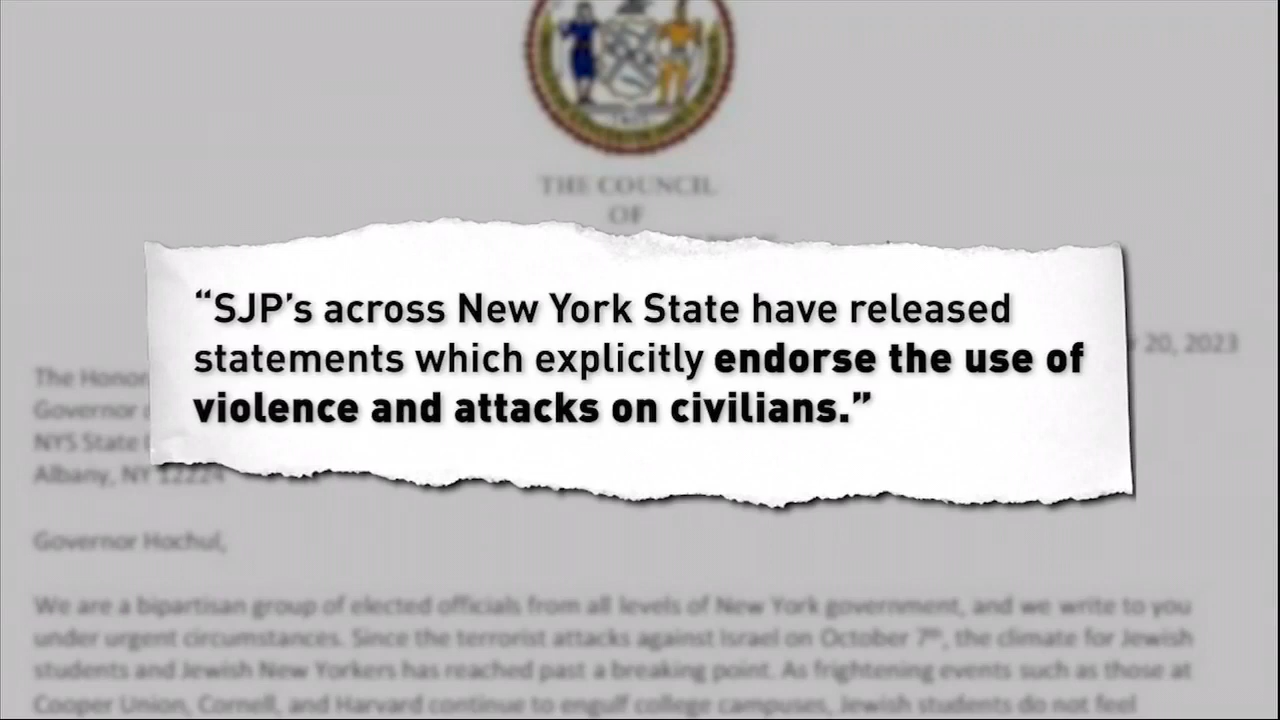 THE COUNCIL
OF
“SJP’s across New York State have released
statements which explicitly endorse the use of
violence and attacks on civilians.”
20, 2023
The
Governor
NYS State
Albany, NY 12224
Governor Hochul,
We are a bipartisan group of elected officials from all levels of New York government, and we write to you
under urgent circumstances. Since the terrorist attacks against Israel on October 7th, the climate for Jewish
students and Jewish New Yorkers has reached past a breaking point. As frightening events such as those at
Cooper Union, Cornell, and Harvard continue to engulf college campuses, Jewish students do not feel